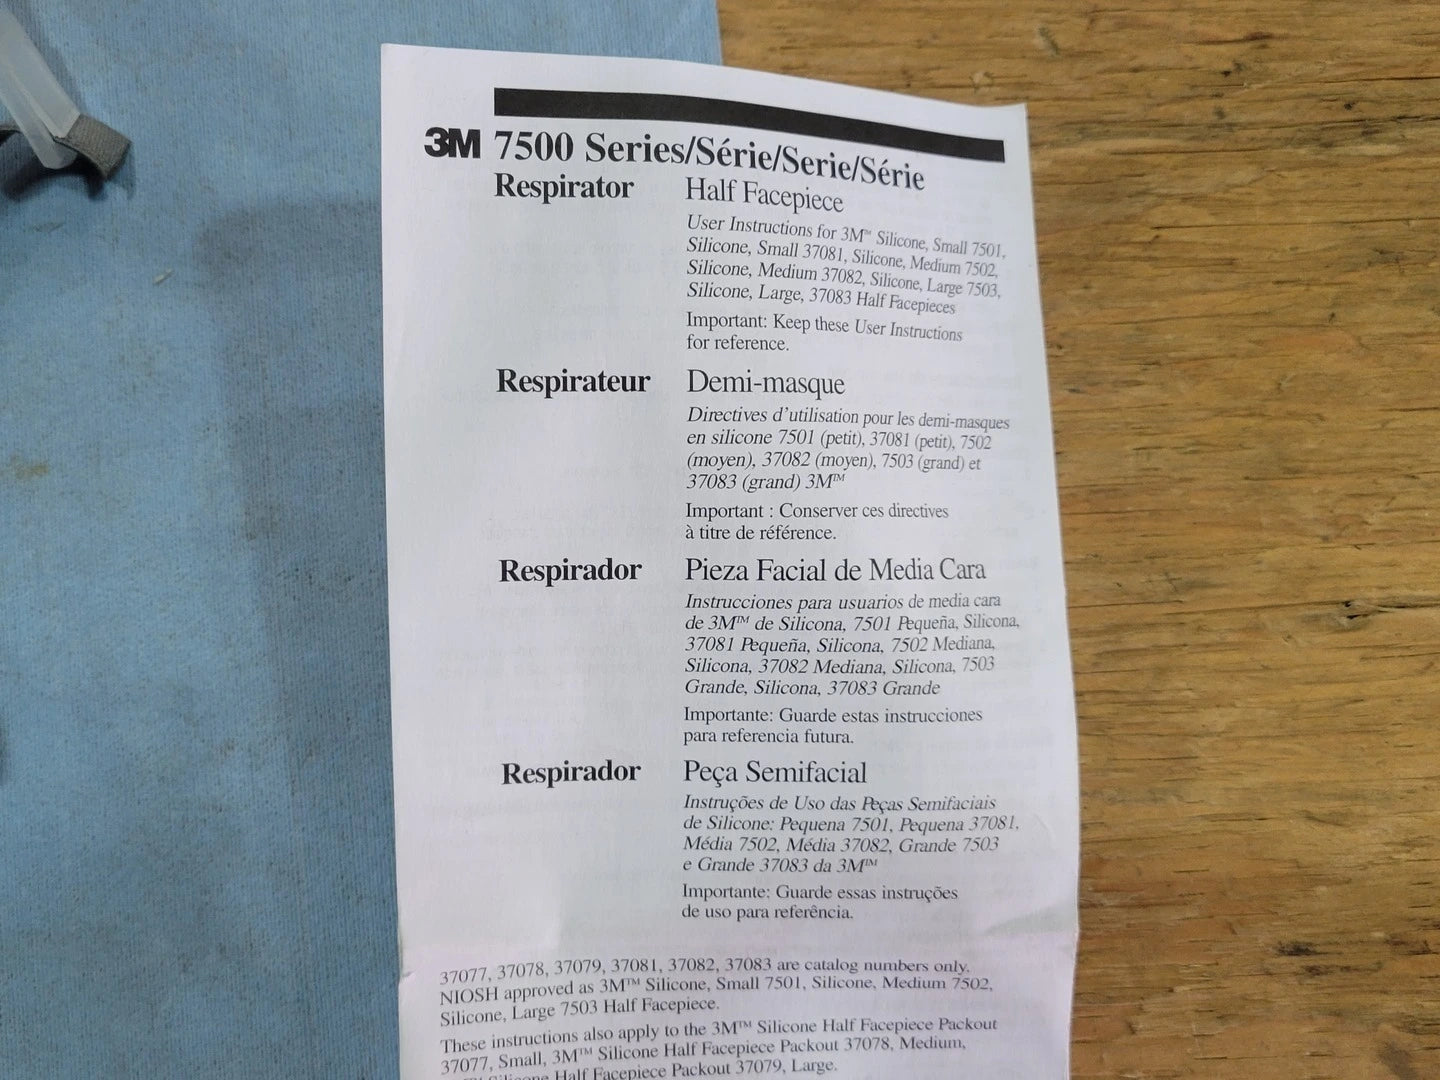 3M 7500 Series/Série/Serie/Série
Respirator Half Facepiece
User Instructions for 3M™ Silicone, Small 7501,
Silicone, Small 37081, Silicone, Medium 7502,
Silicone, Medium 37082, Silicone, Large 7503,
Silicone, Large, 37083 Half Facepieces
Important: Keep these User Instructions
for reference.
Respirateur Demi-masque
Directives d'utilisation pour les demi-masques
en silicone 7501 (petit), 37081 (petit), 7502
(moyen), 37082 (moyen), 7503 (grand) et
37083 (grand) 3M™
Important : Conserver ces directives
à titre de référence.
Respirador Pieza Facial de Media Cara
Instrucciones para usuarios de media cara
de 3M™ de Silicona, 7501 Pequeña, Silicona,
37081 Pequeña, Silicona, 7502 Mediana,
Silicona, 37082 Mediana, Silicona, 7503
Grande, Silicona, 37083 Grande
Importante: Guarde estas instrucciones
para referencia futura.
Respirador Peça Semifacial
Instruções de Uso das Peças Semifaciais
de Silicone: Pequena 7501, Pequena 37081,
Média 7502, Média 37082, Grande 7503
e Grande 37083 da 3M™
Importante: Guarde essas instruções
de uso para referência.
37077, 37078, 37079, 37081, 37082, 37083 are catalog numbers only.
NIOSH approved as 3M™ Silicone, Small 7501, Silicone, Medium 7502,
Silicone, Large 7503 Half Facepiece.
These instructions also apply to the 3M™ Silicone Half Facepiece Packout
37077, Small, 3M™ Silicone Half Facepiece Packout 37078, Medium,
Silicone Half Facepiece Packout 37079, Large.